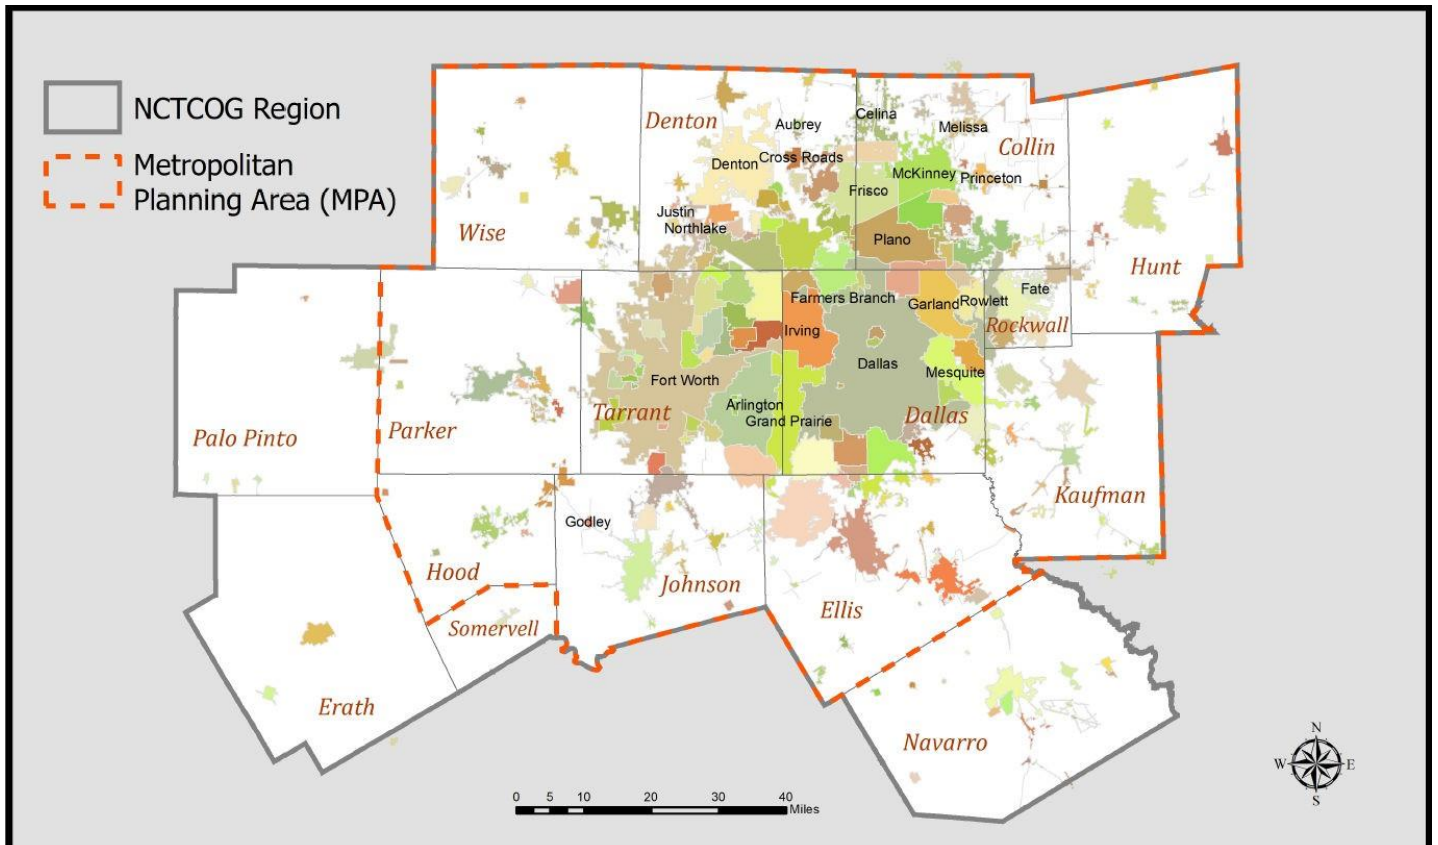 NCTCOG Region
Metropolitan
Planning Area (MPA)
Denton
Aubrey
Celina
Melissa
Collin
Denton
Cross Roads
McKinney
Princeton
Frisco
Justin
Northlake
Wise
Plano
Hunt
Fate
Farmers Branch
Garland
Rowlett
Rockwall
Irving
Dallas
Mesquite
Fort Worth
Arlington
Tarrant
Grand Prairie
Dallas
Palo Pinto
Parker
Kaufman
Godley
Hood
Johnson
Ellis
Somervell
Erath
Navarro
N
W
E
S
0 5 10 20 30 40
Miles